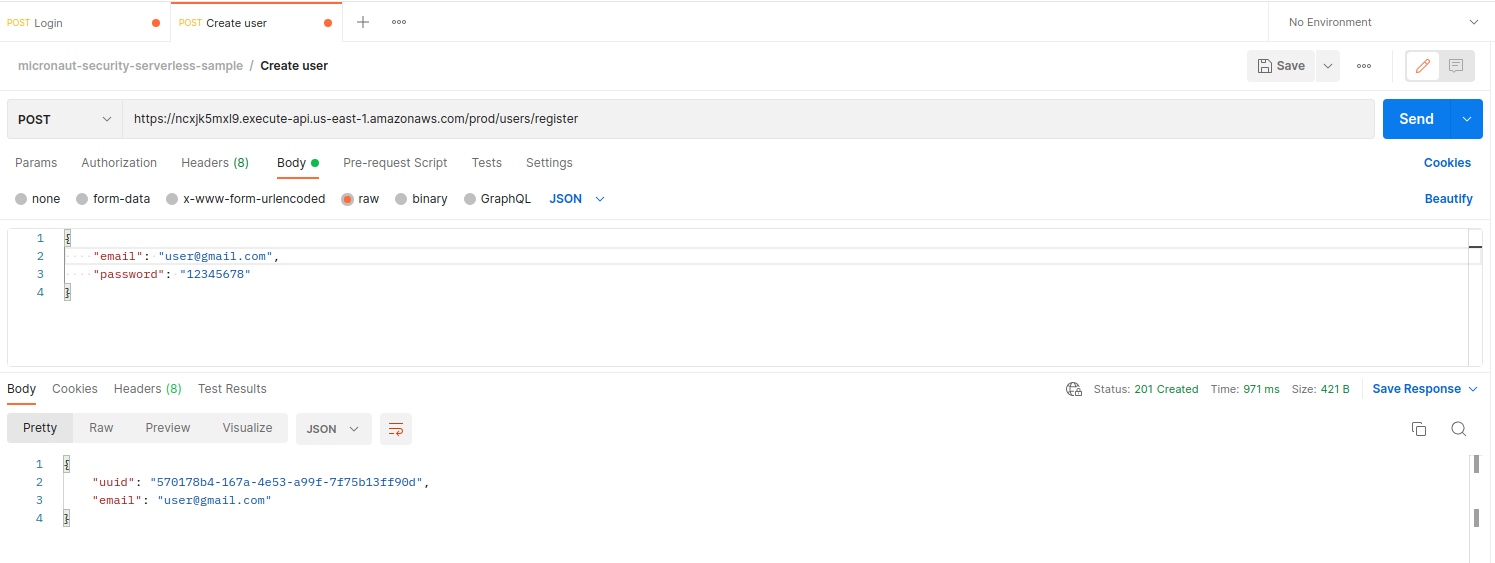 POST Login POST Create user No Environment
micronaut-security-serverless-sample / Create user Save
POST https://ncxjk5mxl9.execute-api.us-east-1.amazonaws.com/prod/users/register Send
Params Authorization Headers (8) Body Pre-request Script Tests Settings Cookies
none form-data x-www-form-urlencoded raw binary GraphQL JSON Beautify
1 {
2 "email": "user@gmail.com",
3 "password": "12345678"
4 }
Body Cookies Headers (8) Test Results Status: 201 Created Time: 971 ms Size: 421 B Save Response
Pretty Raw Preview Visualize JSON
1 {
2 "uuid": "570178b4-167a-4e53-a99f-7f75b13ff90d",
3 "email": "user@gmail.com"
4 }